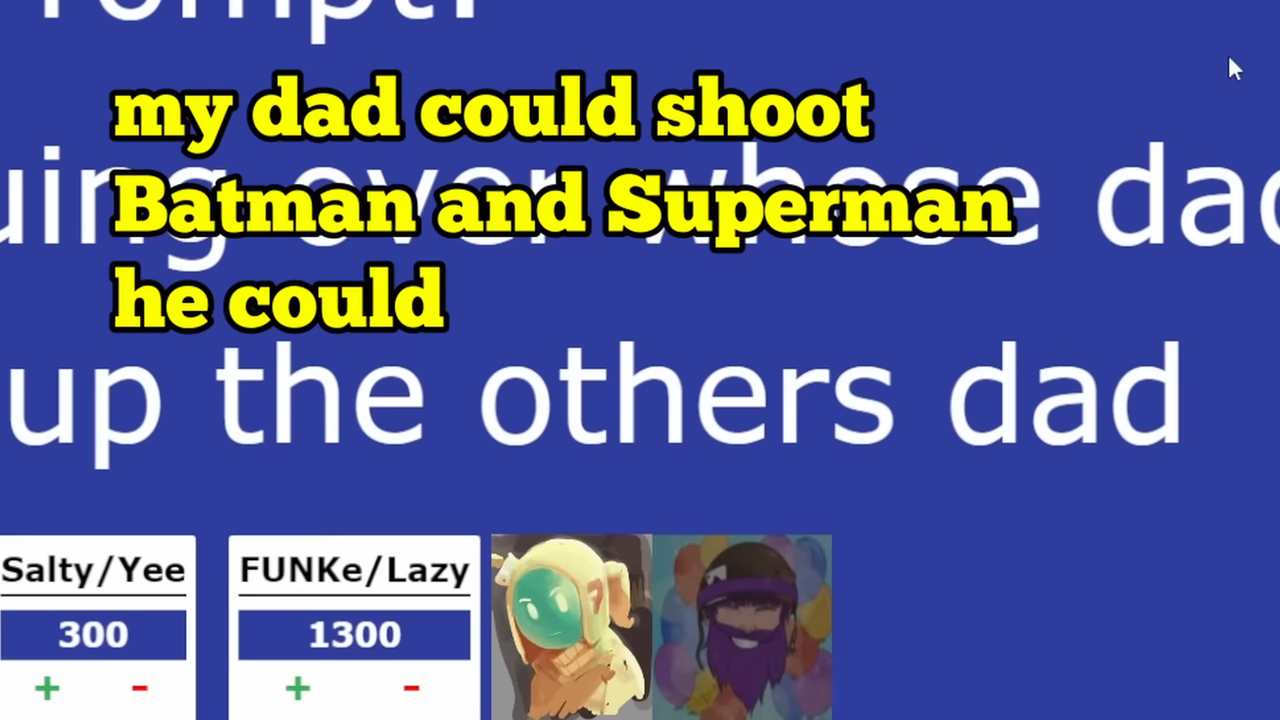 my dad could shoot
Batman and Superman
he could
up the others dad
Salty/Yee
300
+ -
FUNKe/Lazy
1300
+ -